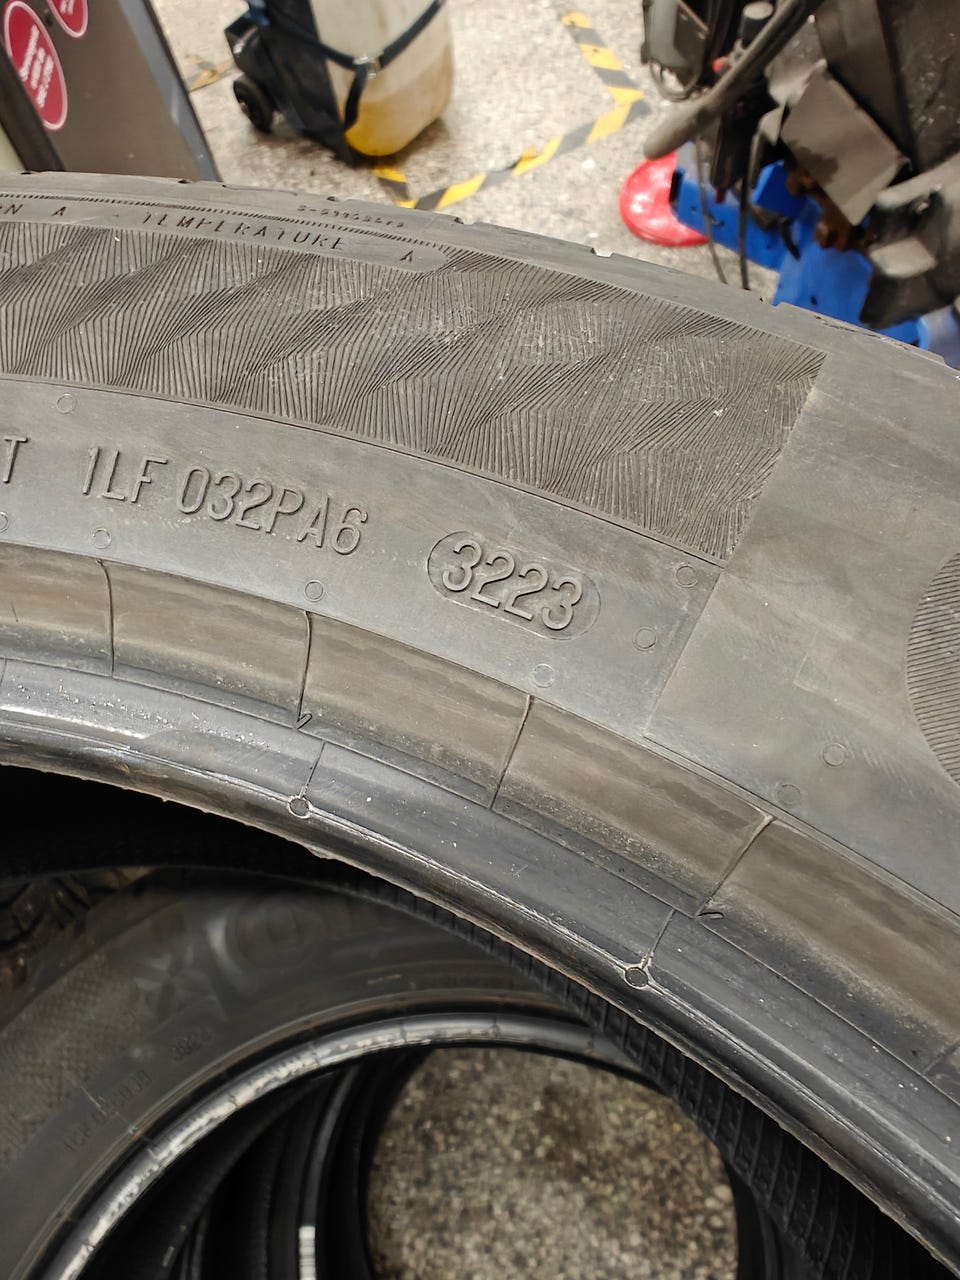 N A TEMPERATURE A
T 1LF 032PA6 3223